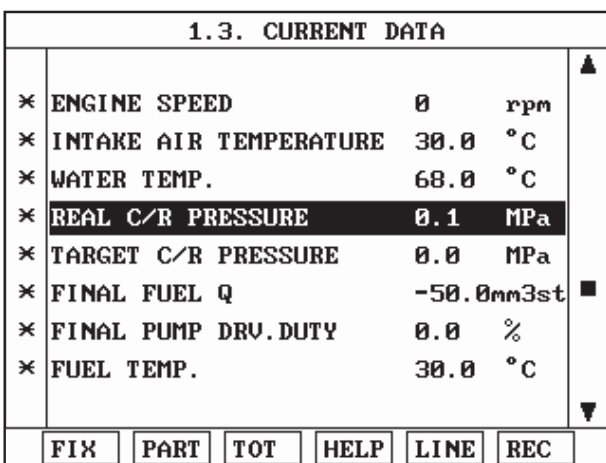 1.3. CURRENT DATA
* ENGINE SPEED 0 rpm
* INTAKE AIR TEMPERATURE 30.0 °C
* WATER TEMP. 68.0 °C
* REAL C/R PRESSURE 0.1 MPa
* TARGET C/R PRESSURE 0.0 MPa
* FINAL FUEL Q -50.0mm3st
* FINAL PUMP DRV.DUTY 0.0 %
* FUEL TEMP. 30.0 °C
FIX PART TOT HELP LINE REC